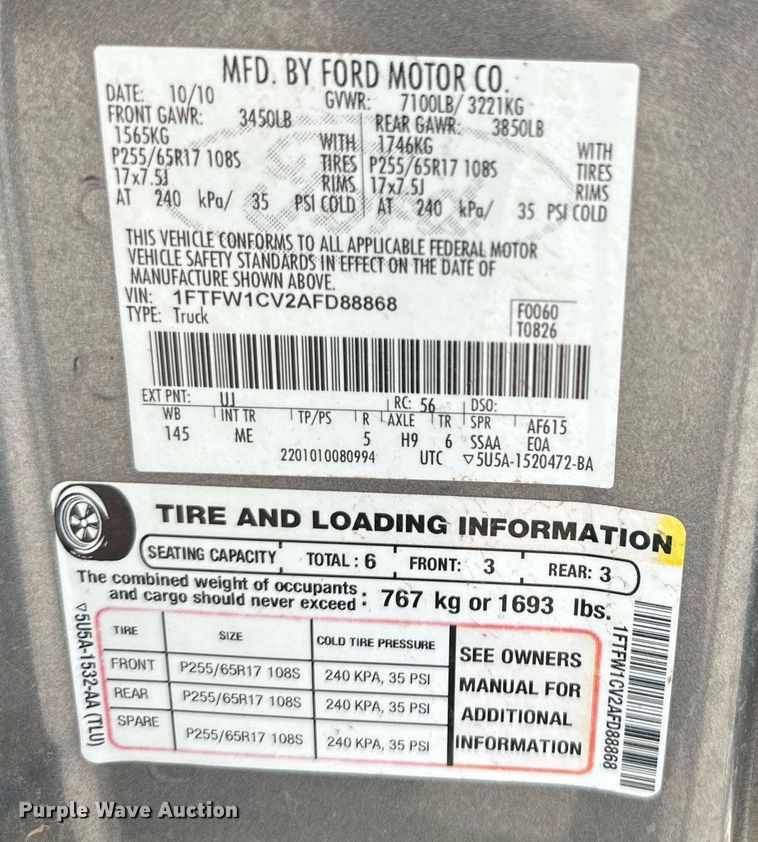 MFD. BY FORD MOTOR CO.
DATE: 10/10 GVWR: 7100LB/ 3221KG
FRONT GAWR: 3450LB REAR GAWR: 3850LB
1565KG WITH 1746KG WITH
P255/65R17 108S TIRES P255/65R17 108S TIRES
17x7.5J RIMS 17x7.5J RIMS
AT 240 kPa/ 35 PSI COLD AT 240 kPa/ 35 PSI COLD
THIS VEHICLE CONFORMS TO ALL APPLICABLE FEDERAL MOTOR
VEHICLE SAFETY STANDARDS IN EFFECT ON THE DATE OF
MANUFACTURE SHOWN ABOVE.
VIN: 1FTFW1CV2AFD88868
TYPE: Truck
F0060
T0826
EXT PNT: UJ RC: 56 DSO:
WB INT TR TP/PS R AXLE TR SPR AF615
145 ME 5 H9 6 SSAA EOA
2201010080994 UTC ▽5U5A-1520472-BA
TIRE AND LOADING INFORMATION
SEATING CAPACITY TOTAL : 6 FRONT: 3 REAR: 3
The combined weight of occupants
and cargo should never exceed : 767 kg or 1693 lbs.
TIRE SIZE COLD TIRE PRESSURE
FRONT P255/65R17 108S 240 KPA, 35 PSI
REAR P255/65R17 108S 240 KPA, 35 PSI
SPARE P255/65R17 108S 240 KPA, 35 PSI
SEE OWNERS
MANUAL FOR
ADDITIONAL
INFORMATION
▽5U5A-1532-AA (TLU)
1FTFW1CV2AFD88868
Purple Wave Auction